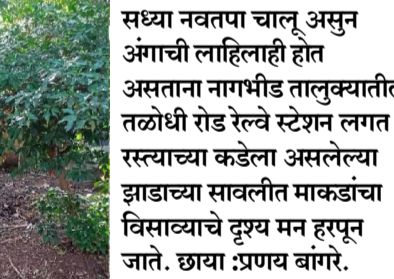 सध्या नवतपा चालू असुन
अंगाची लाहिलाही होत
असताना नागभीड तालुक्यातील
तळोधी रोड रेल्वे स्टेशन लगत
रस्त्याच्या कडेला असलेल्या
झाडाच्या सावलीत माकडांचा
विसाव्याचे दृश्य मन हरपून
जाते. छाया :प्रणय बांगरे.